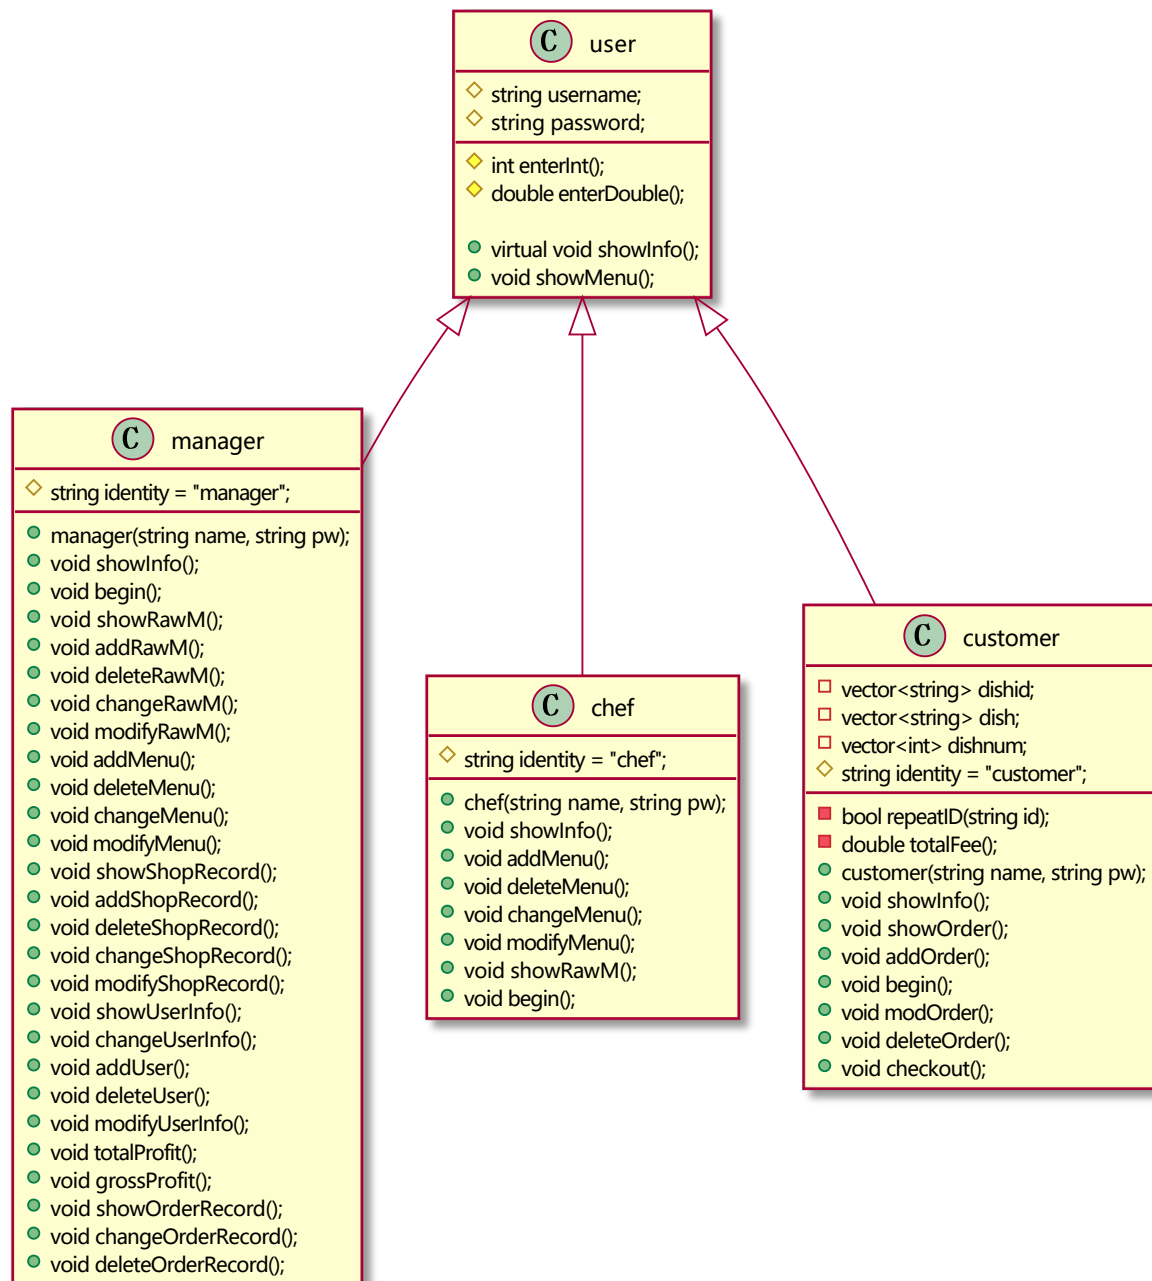 C user
string username;
string password;
int enterInt();
double enterDouble();
virtual void showInfo();
void showMenu();
C manager
string identity = "manager";
manager(string name, string pw);
void showInfo();
void begin();
void showRawM();
void addRawM();
void deleteRawM();
void changeRawM();
void modifyRawM();
void addMenu();
void deleteMenu();
void changeMenu();
void modifyMenu();
void showShopRecord();
void addShopRecord();
void deleteShopRecord();
void changeShopRecord();
void modifyShopRecord();
void showUserInfo();
void changeUserInfo();
void addUser();
void deleteUser();
void modifyUserInfo();
void totalProfit();
void grossProfit();
void showOrderRecord();
void changeOrderRecord();
void deleteOrderRecord();
C chef
string identity = "chef";
chef(string name, string pw);
void showInfo();
void addMenu();
void deleteMenu();
void changeMenu();
void modifyMenu();
void showRawM();
void begin();
C customer
vector<string> dishid;
vector<string> dish;
vector<int> dishnum;
string identity = "customer";
bool repeatID(string id);
double totalFee();
customer(string name, string pw);
void showInfo();
void showOrder();
void addOrder();
void begin();
void modOrder();
void deleteOrder();
void checkout();